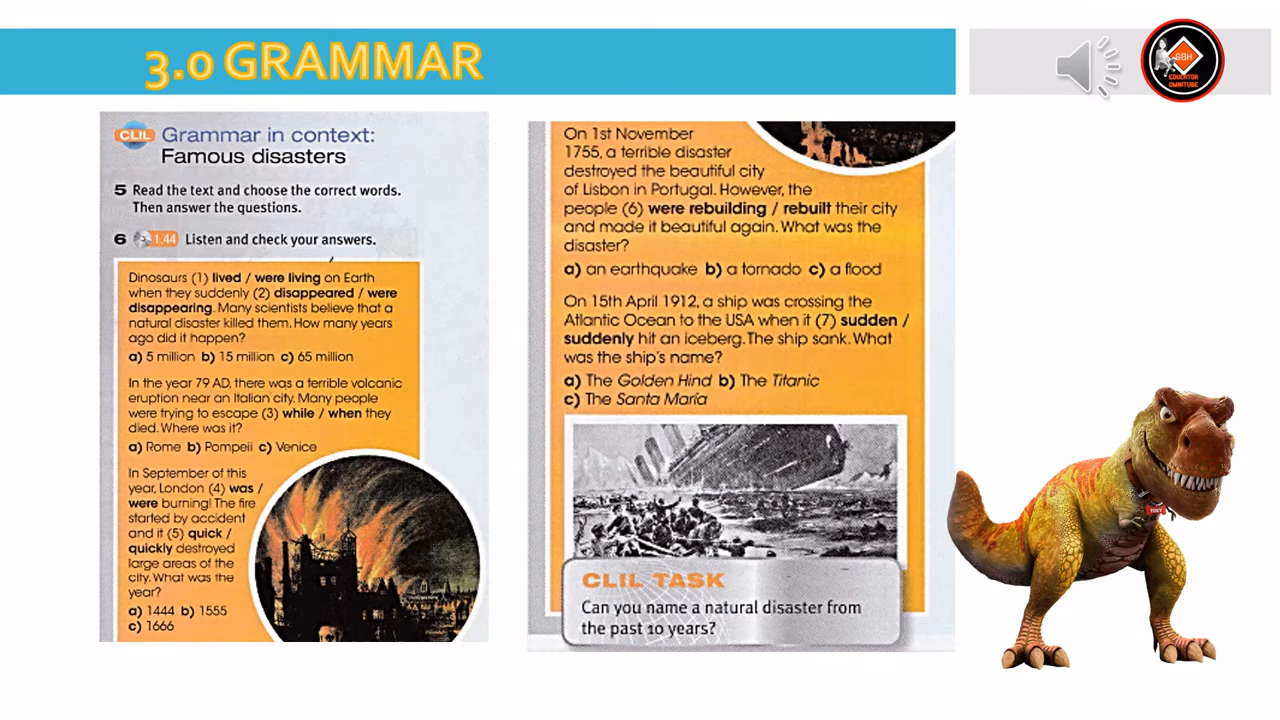 3.0 GRAMMAR
GBH
EDUCATOR
OMNITUBE
CLIL Grammar in context:
Famous disasters
5 Read the text and choose the correct words.
Then answer the questions.
6 1.44 Listen and check your answers.
Dinosaurs (1) lived / were living on Earth
when they suddenly (2) disappeared / were
disappearing. Many scientists believe that a
natural disaster killed them. How many years
ago did it happen?
a) 5 million b) 15 million c) 65 million
In the year 79 AD, there was a terrible volcanic
eruption near an Italian city. Many people
were trying to escape (3) while / when they
died. Where was it?
a) Rome b) Pompeii c) Venice
In September of this
year, London (4) was /
were burning! The fire
started by accident
and it (5) quick /
quickly destroyed
large areas of the
city. What was the
year?
a) 1444 b) 1555
c) 1666
On 1st November
1755, a terrible disaster
destroyed the beautiful city
of Lisbon in Portugal. However, the
people (6) were rebuilding / rebuilt their city
and made it beautiful again. What was the
disaster?
a) an earthquake b) a tornado c) a flood
On 15th April 1912, a ship was crossing the
Atlantic Ocean to the USA when it (7) sudden /
suddenly hit an iceberg. The ship sank. What
was the ship's name?
a) The Golden Hind b) The Titanic
c) The Santa María
CLIL TASK
Can you name a natural disaster from
the past 10 years?
TONY